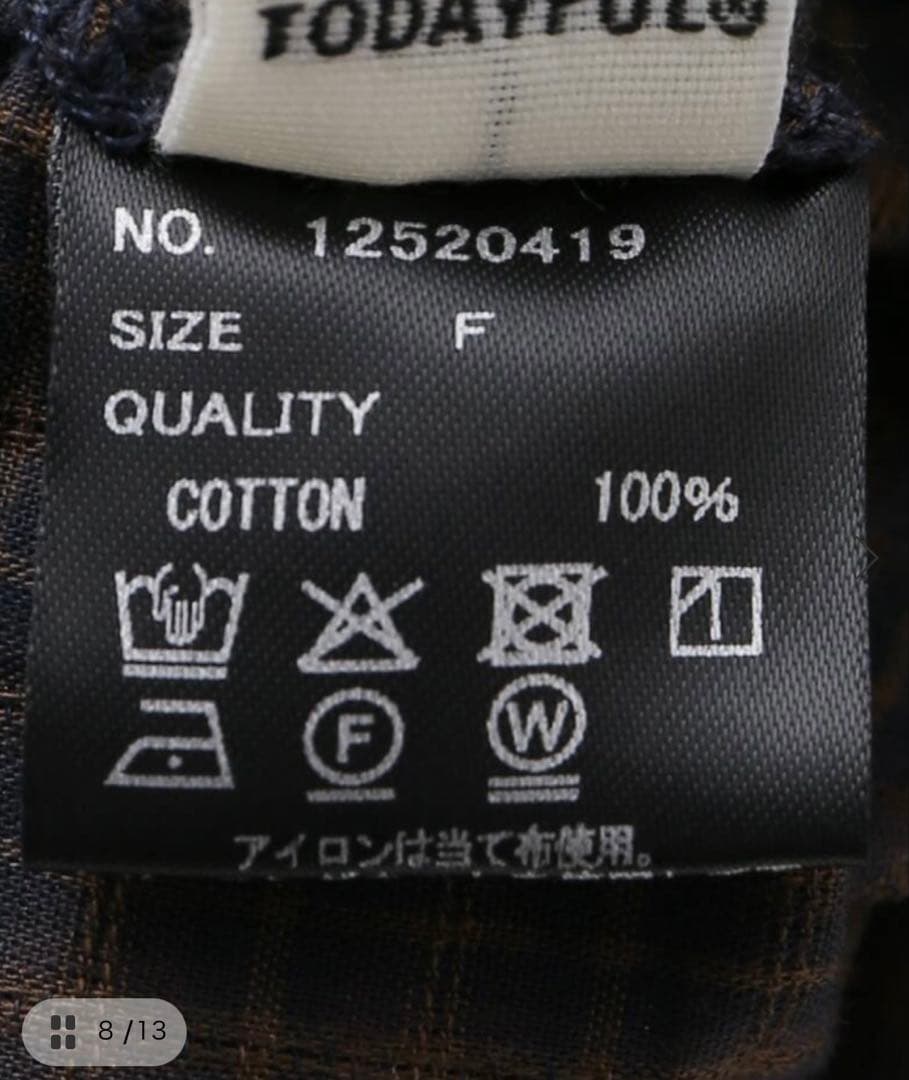 TODAYFUL®
NO. 12520419
SIZE F
QUALITY
COTTON 100%
F
W
アイロンは当て布使用。
8 /13